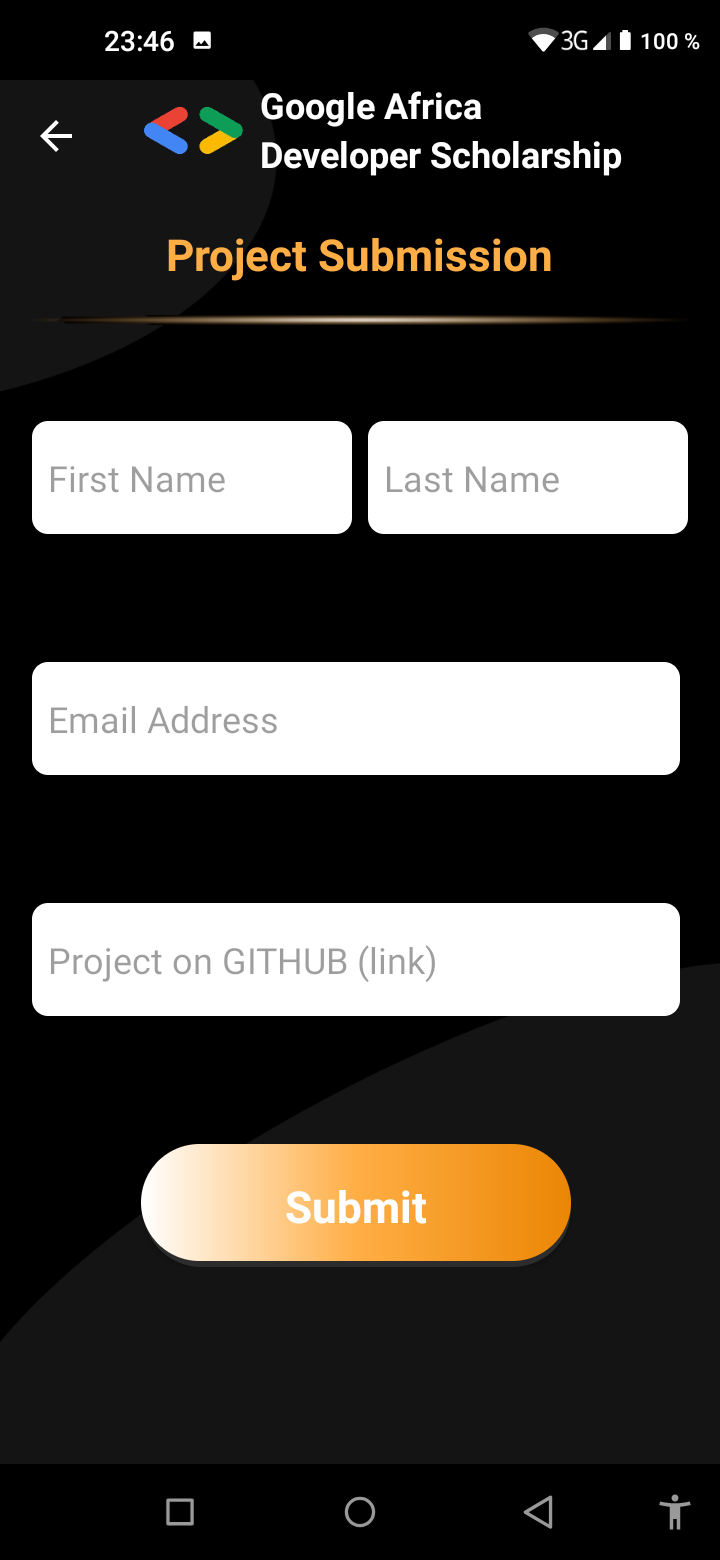 23:46
3G 100 %
Google Africa
Developer Scholarship
Project Submission
First Name Last Name
Email Address
Project on GITHUB (link)
Submit